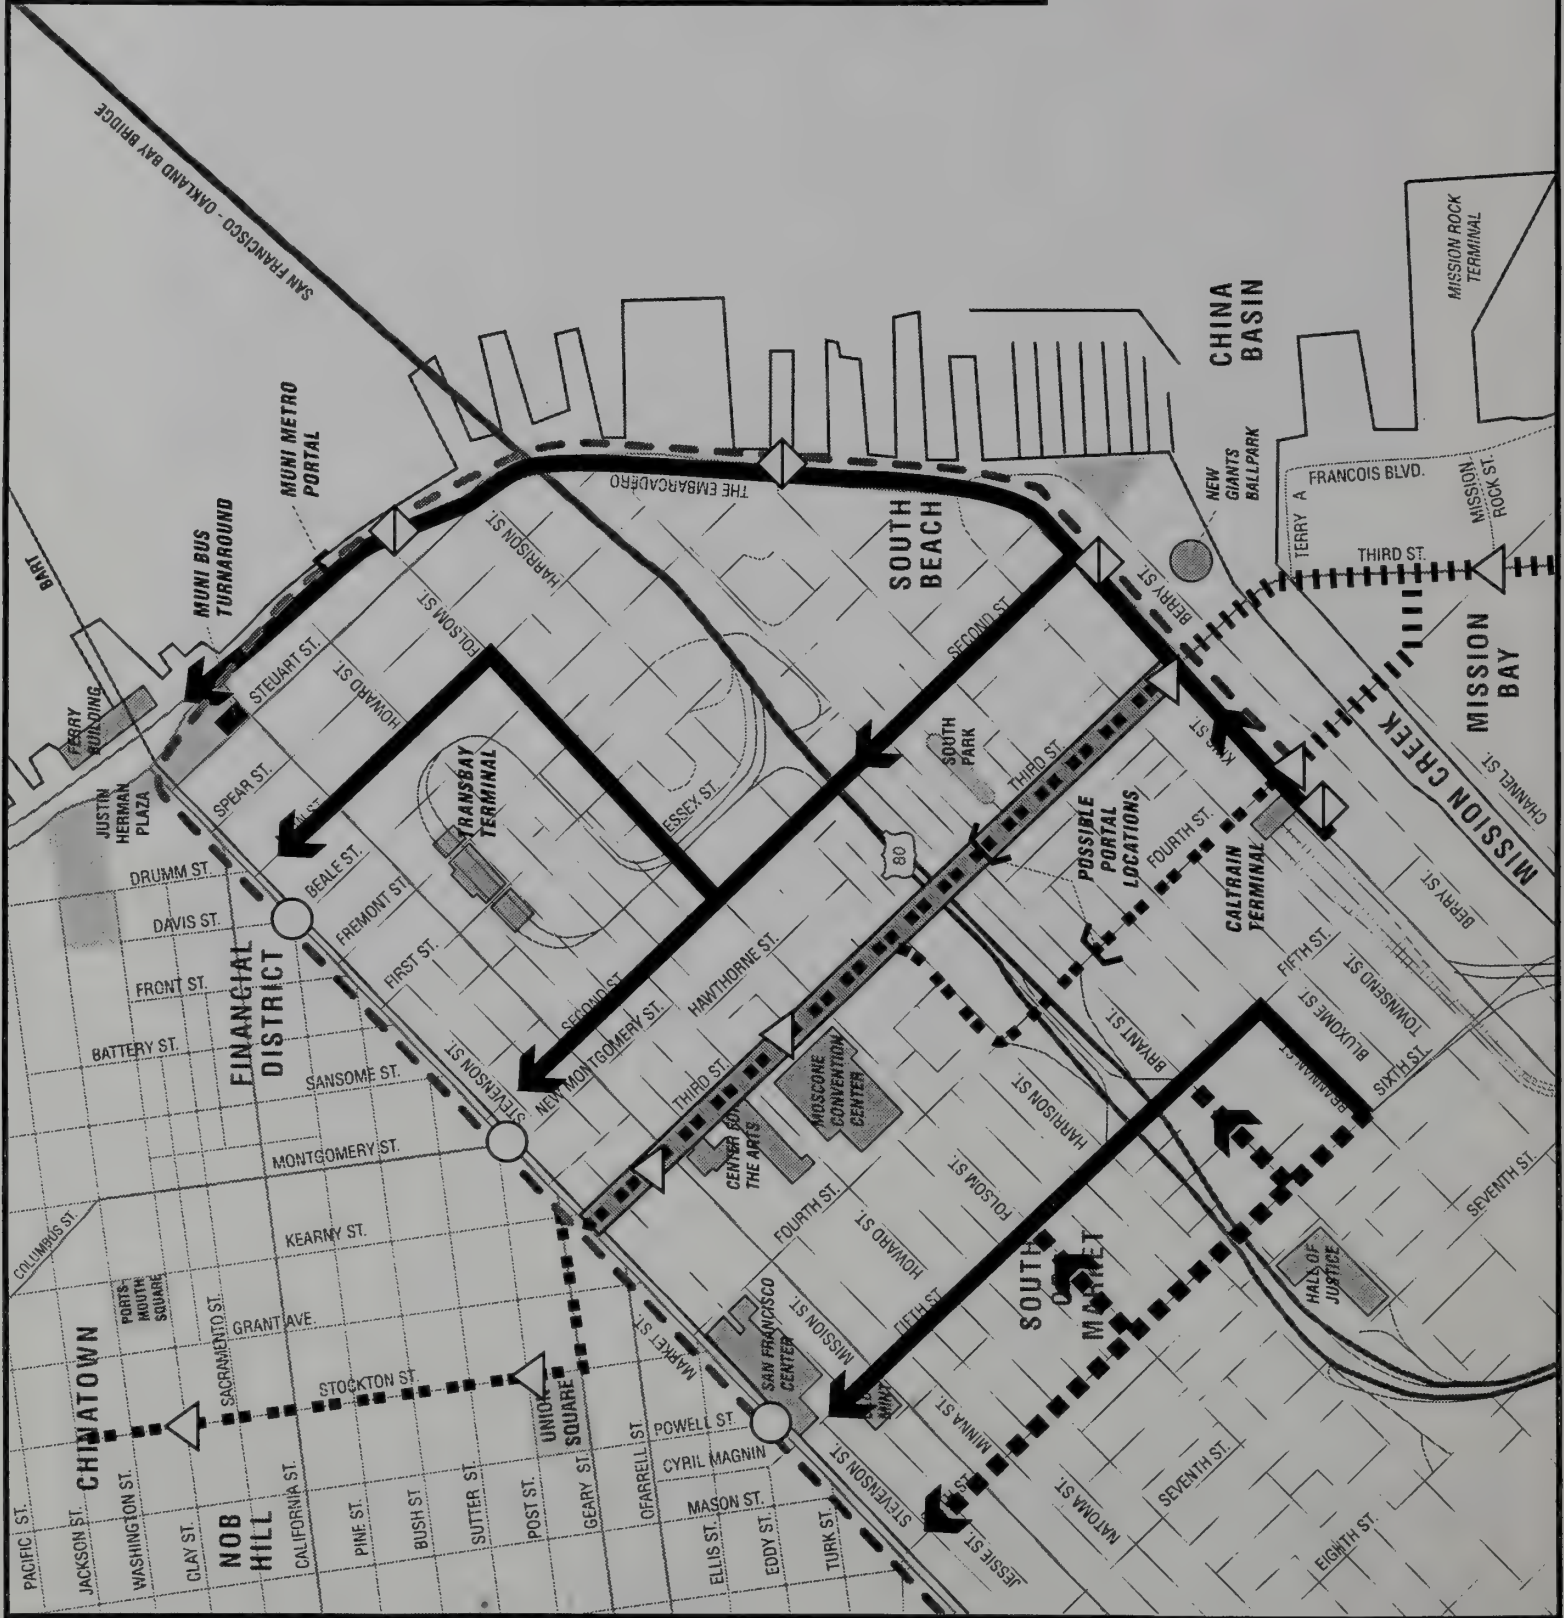 SAN FRANCISCO - OAKLAND BAY BRIDGE
BART
MUNI METRO
PORTAL
MUNI BUS
TURNAROUND
FERRY
BUILDING
JUSTIN
HERMAN
PLAZA
STEUART ST.
SPEAR ST.
HOWARD ST.
FOLSOM ST.
HARRISON ST.
THE EMBARCADERO
SOUTH
BEACH
CHINA
BASIN
MISSION ROCK
TERMINAL
NEW
GIANTS
BALLPARK
FRANCOIS BLVD.
TERRY A
MISSION
ROCK ST.
THIRD ST.
MISSION
BAY
MISSION CREEK
CHANNEL ST.
BERRY ST.
BERRY ST.
KING ST.
SECOND ST.
SOUTH
PARK
THIRD ST.
POSSIBLE
PORTAL
LOCATIONS
FOURTH ST.
CALTRAIN
TERMINAL
80
ESSEX ST.
TRANSBAY
TERMINAL
BEALE ST.
FREMONT ST.
FIRST ST.
DRUMM ST.
DAVIS ST.
FRONT ST.
FINANCIAL
DISTRICT
BATTERY ST.
SANSOME ST.
MONTGOMERY ST.
STEVENSON ST.
SECOND ST.
NEW MONTGOMERY ST.
HAWTHORNE ST.
THIRD ST.
MOSCONE
CONVENTION
CENTER
CENTER FOR
THE ARTS
FOURTH ST.
HOWARD ST.
FOLSOM ST.
HARRISON ST.
BRYANT ST.
FIFTH ST.
TOWNSEND ST.
BLUXOME ST.
BRANNAN ST.
SIXTH ST.
SEVENTH ST.
HALL OF
JUSTICE
SOUTH
OF
MARKET
FIFTH ST.
MISSION ST.
SAN FRANCISCO
CENTER
MINT
MINNA ST.
NATOMA ST.
SEVENTH ST.
EIGHTH ST.
JESSIE ST.
STEVENSON ST.
MARKET ST.
COLUMBUS ST.
KEARNY ST.
PORTS-
MOUTH
SQUARE
GRANT AVE.
SACRAMENTO ST.
STOCKTON ST.
CHINATOWN
UNION
SQUARE
POWELL ST.
CYRIL MAGNIN
MASON ST.
NOB
HILL
PACIFIC ST.
JACKSON ST.
WASHINGTON ST.
CLAY ST.
CALIFORNIA ST.
PINE ST.
BUSH ST
SUTTER ST.
POST ST.
GEARY ST.
OFARRELL ST.
ELLIS ST.
EDDY ST.
TURK ST.